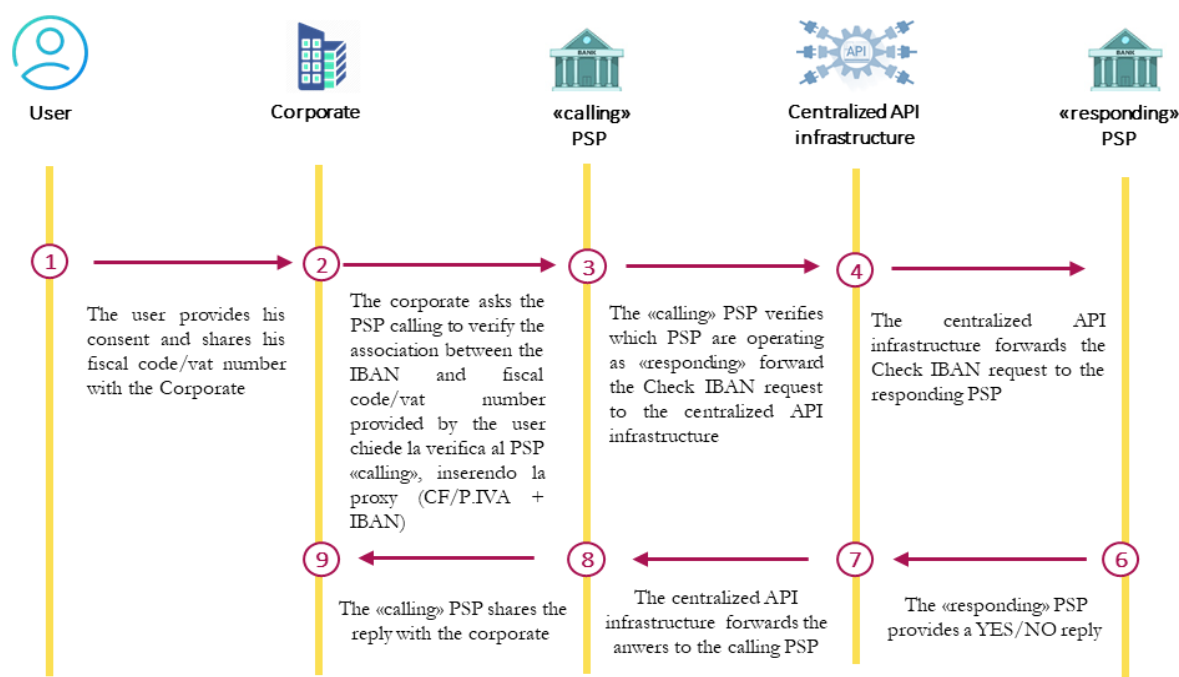 BANK
API
BANK
User
Corporate
«calling»
PSP
Centralized API
infrastructure
«responding»
PSP
1
2
3
4
The user provides his
consent and shares his
fiscal code/vat number
with the Corporate
The corporate asks the
PSP calling to verify the
association between the
IBAN and fiscal
code/vat number
provided by the user
chiede la verifica al PSP
«calling», inserendo la
proxy (CF/P.IVA +
IBAN)
The «calling» PSP verifies
which PSP are operating
as «responding» forward
the Check IBAN request
to the centralized API
infrastructure
The centralized API
infrastructure forwards the
Check IBAN request to the
responding PSP
9
8
7
6
The «calling» PSP shares the
reply with the corporate
The centralized API
infrastructure forwards the
anwers to the calling PSP
The «responding» PSP
provides a YES/NO reply